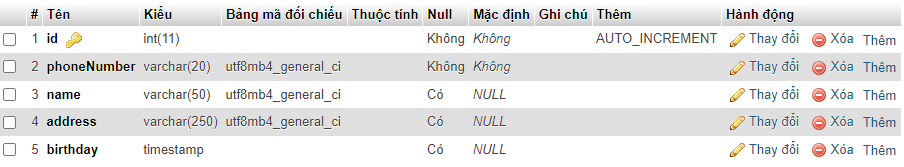 # Tên Kiểu Bảng mã đối chiếu Thuộc tính Null Mặc định Ghi chú Thêm Hành động
1 id int(11) Không Không AUTO_INCREMENT Thay đổi Xóa Thêm
2 phoneNumber varchar(20) utf8mb4_general_ci Không Không Thay đổi Xóa Thêm
3 name varchar(50) utf8mb4_general_ci Có NULL Thay đổi Xóa Thêm
4 address varchar(250) utf8mb4_general_ci Có NULL Thay đổi Xóa Thêm
5 birthday timestamp Có NULL Thay đổi Xóa Thêm